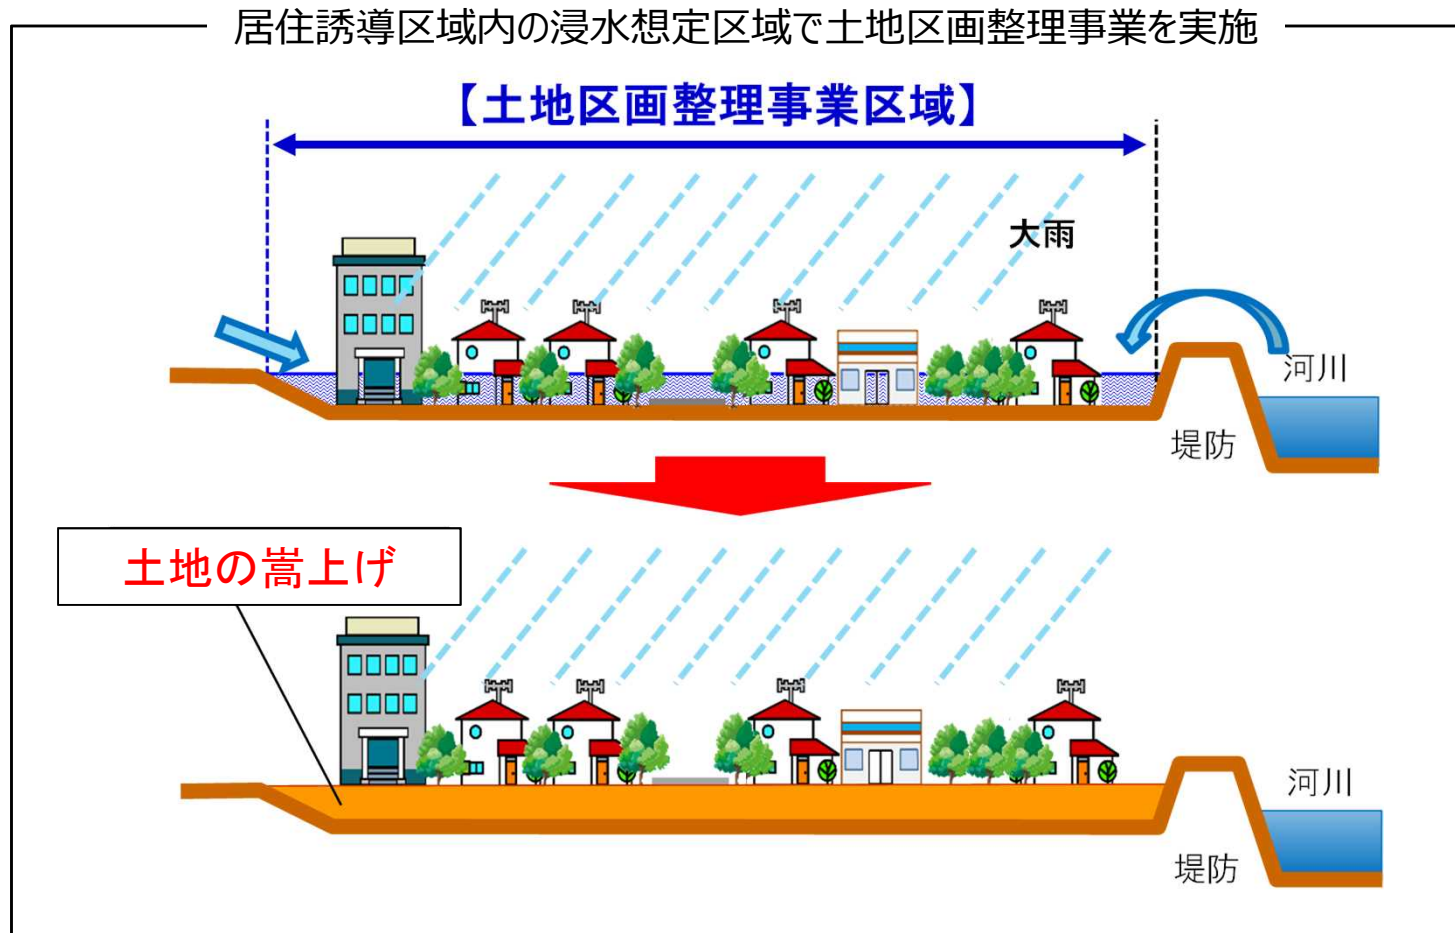 居住誘導区域内の浸水想定区域で土地区画整理事業を実施
【土地区画整理事業区域】
大雨
河川
堤防
土地の嵩上げ
河川
堤防